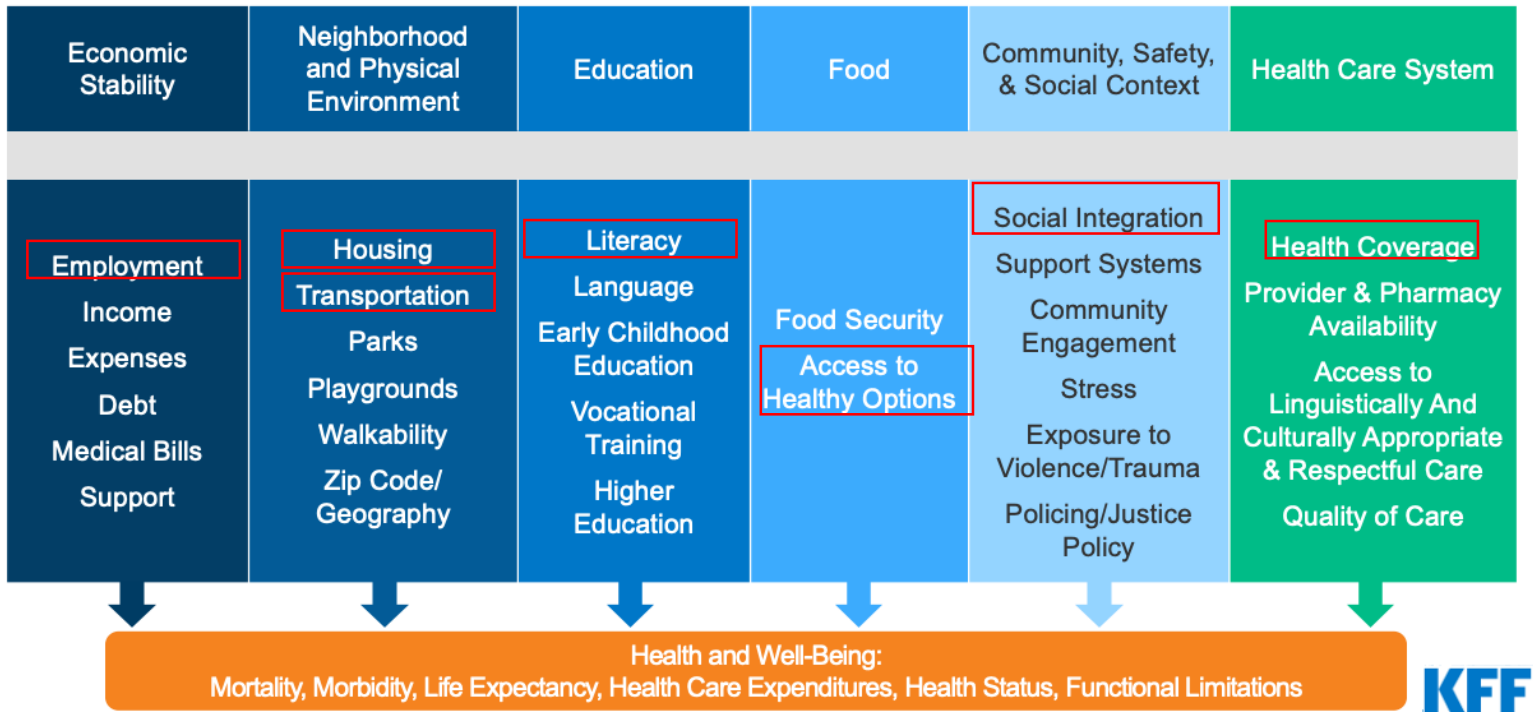 Economic
Stability
Neighborhood
and Physical
Environment
Education
Food
Community, Safety,
& Social Context
Health Care System
Employment
Income
Expenses
Debt
Medical Bills
Support
Housing
Transportation
Parks
Playgrounds
Walkability
Zip Code/
Geography
Literacy
Language
Early Childhood
Education
Vocational
Training
Higher
Education
Food Security
Access to
Healthy Options
Social Integration
Support Systems
Community
Engagement
Stress
Exposure to
Violence/Trauma
Policing/Justice
Policy
Health Coverage
Provider & Pharmacy
Availability
Access to
Linguistically And
Culturally Appropriate
& Respectful Care
Quality of Care
Health and Well-Being:
Mortality, Morbidity, Life Expectancy, Health Care Expenditures, Health Status, Functional Limitations
KFF